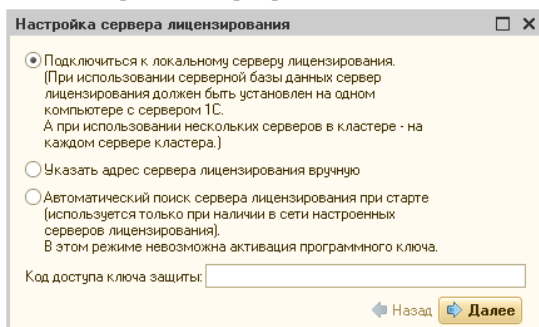 Настройка сервера лицензирования
Подключиться к локальному серверу лицензирования.
(При использовании серверной базы данных сервер
лицензирования должен быть установлен на одном
компьютере с сервером 1С.
А при использовании нескольких серверов в кластере - на
каждом сервере кластера.)
Указать адрес сервера лицензирования вручную
Автоматический поиск сервера лицензирования при старте
(используется только при наличии в сети настроенных
серверов лицензирования).
В этом режиме невозможна активация программного ключа.
Код доступа ключа защиты:
Назад Далее